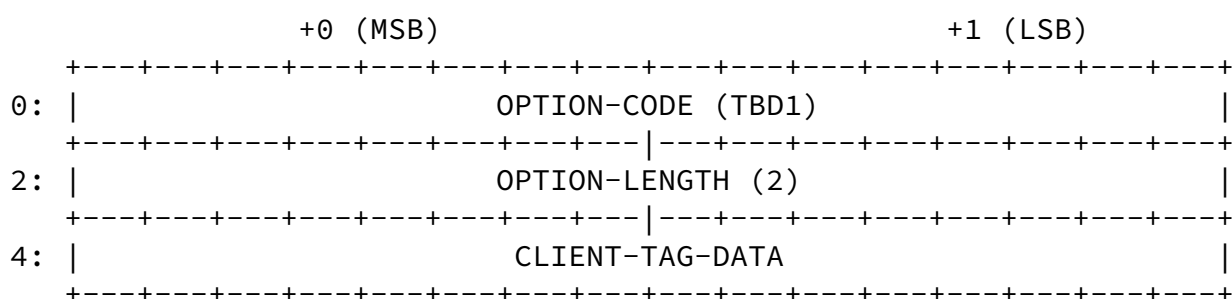 +0 (MSB)                            +1 (LSB)
   +---+---+---+---+---+---+---+---+---+---+---+---+---+---+---+---+
0: |                       OPTION-CODE (TBD1)                      |
   +---+---+---+---+---+---+---+---|---+---+---+---+---+---+---+---+
2: |                       OPTION-LENGTH (2)                       |
   +---+---+---+---+---+---+---+---|---+---+---+---+---+---+---+---+
4: |                        CLIENT-TAG-DATA                        |
   +---+---+---+---+---+---+---+---+---+---+---+---+---+---+---+---+